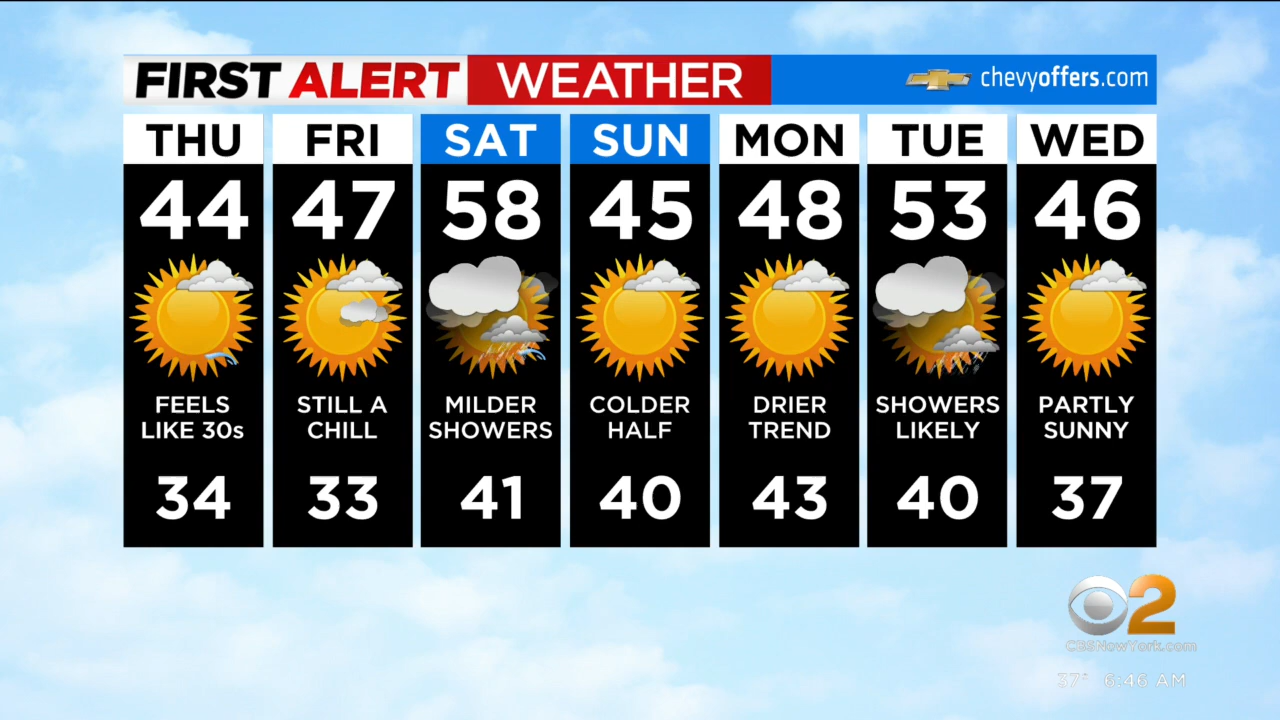 FIRST ALERT WEATHER chevyoffers.com
THU FRI SAT SUN MON TUE WED
44 47 58 45 48 53 46
FEELS LIKE 30s
STILL A CHILL
MILDER SHOWERS
COLDER HALF
DRIER TREND
SHOWERS LIKELY
PARTLY SUNNY
34 33 41 40 43 40 37
2
CBSNewYork.com
37° 6:46 AM